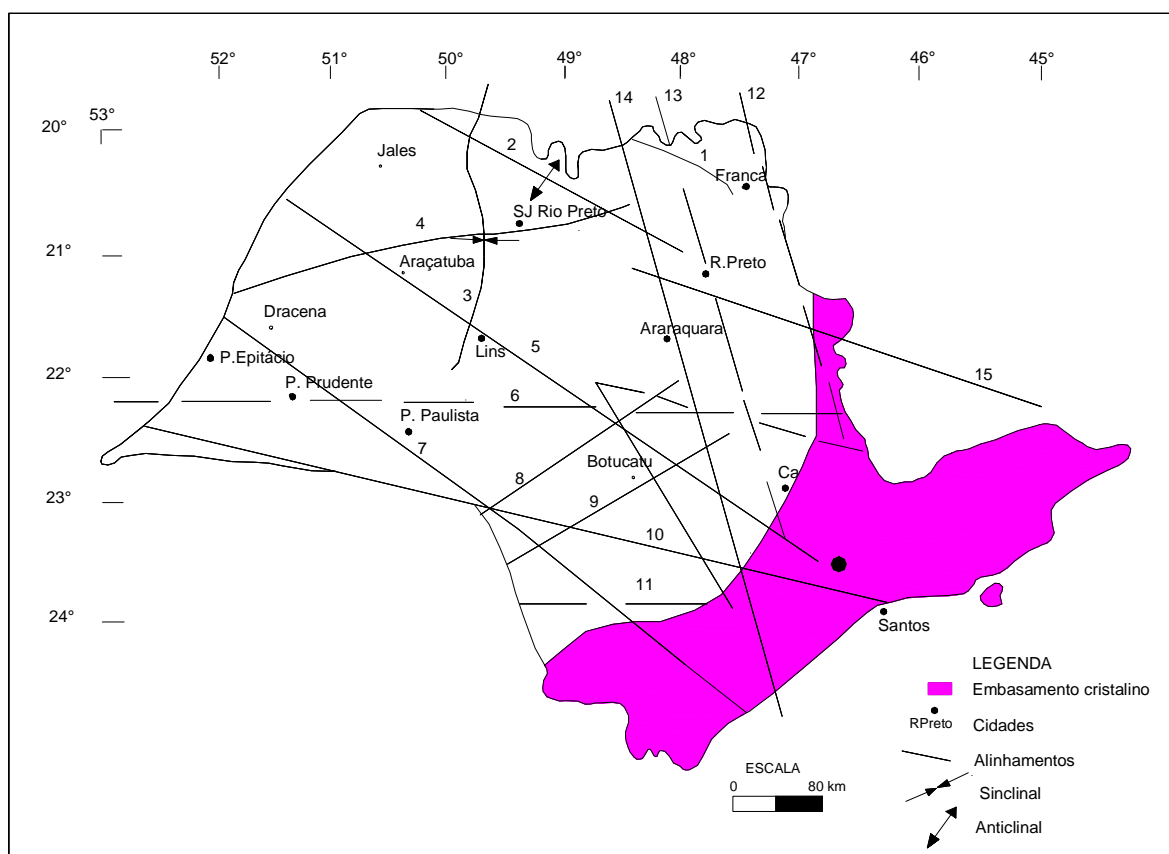 52° 51° 50° 49° 48° 47° 46° 45°
53°
20°
21°
22°
23°
24°
14
13
12
2
1
Jales
Franca
SJ Rio Preto
4
Araçatuba
R.Preto
3
Dracena
Araraquara
Lins
5
P.Epitácio
15
P. Prudente
6
P. Paulista
7
Botucatu
8
Ca
9
10
11
Santos
LEGENDA
Embasamento cristalino
RPreto Cidades
Alinhamentos
Sinclinal
Anticlinal
ESCALA
0 80 km